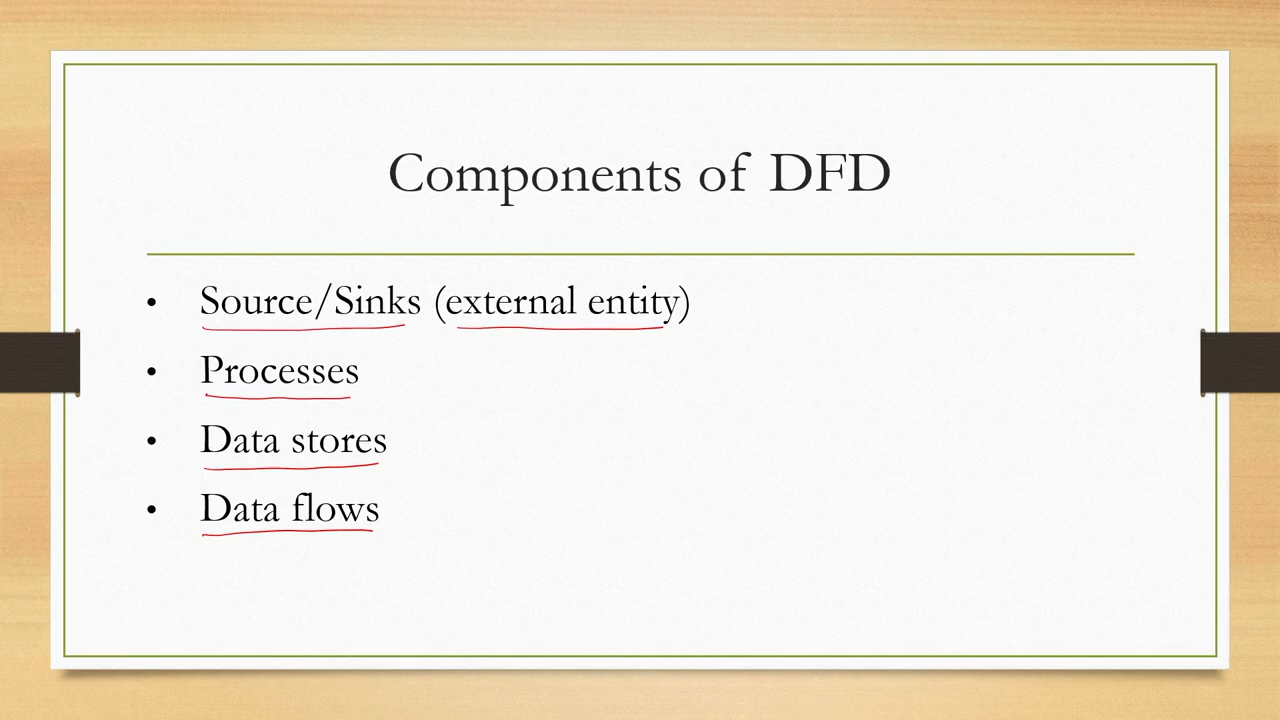 Components of DFD
• Source/Sinks (external entity)
• Processes
• Data stores
• Data flows